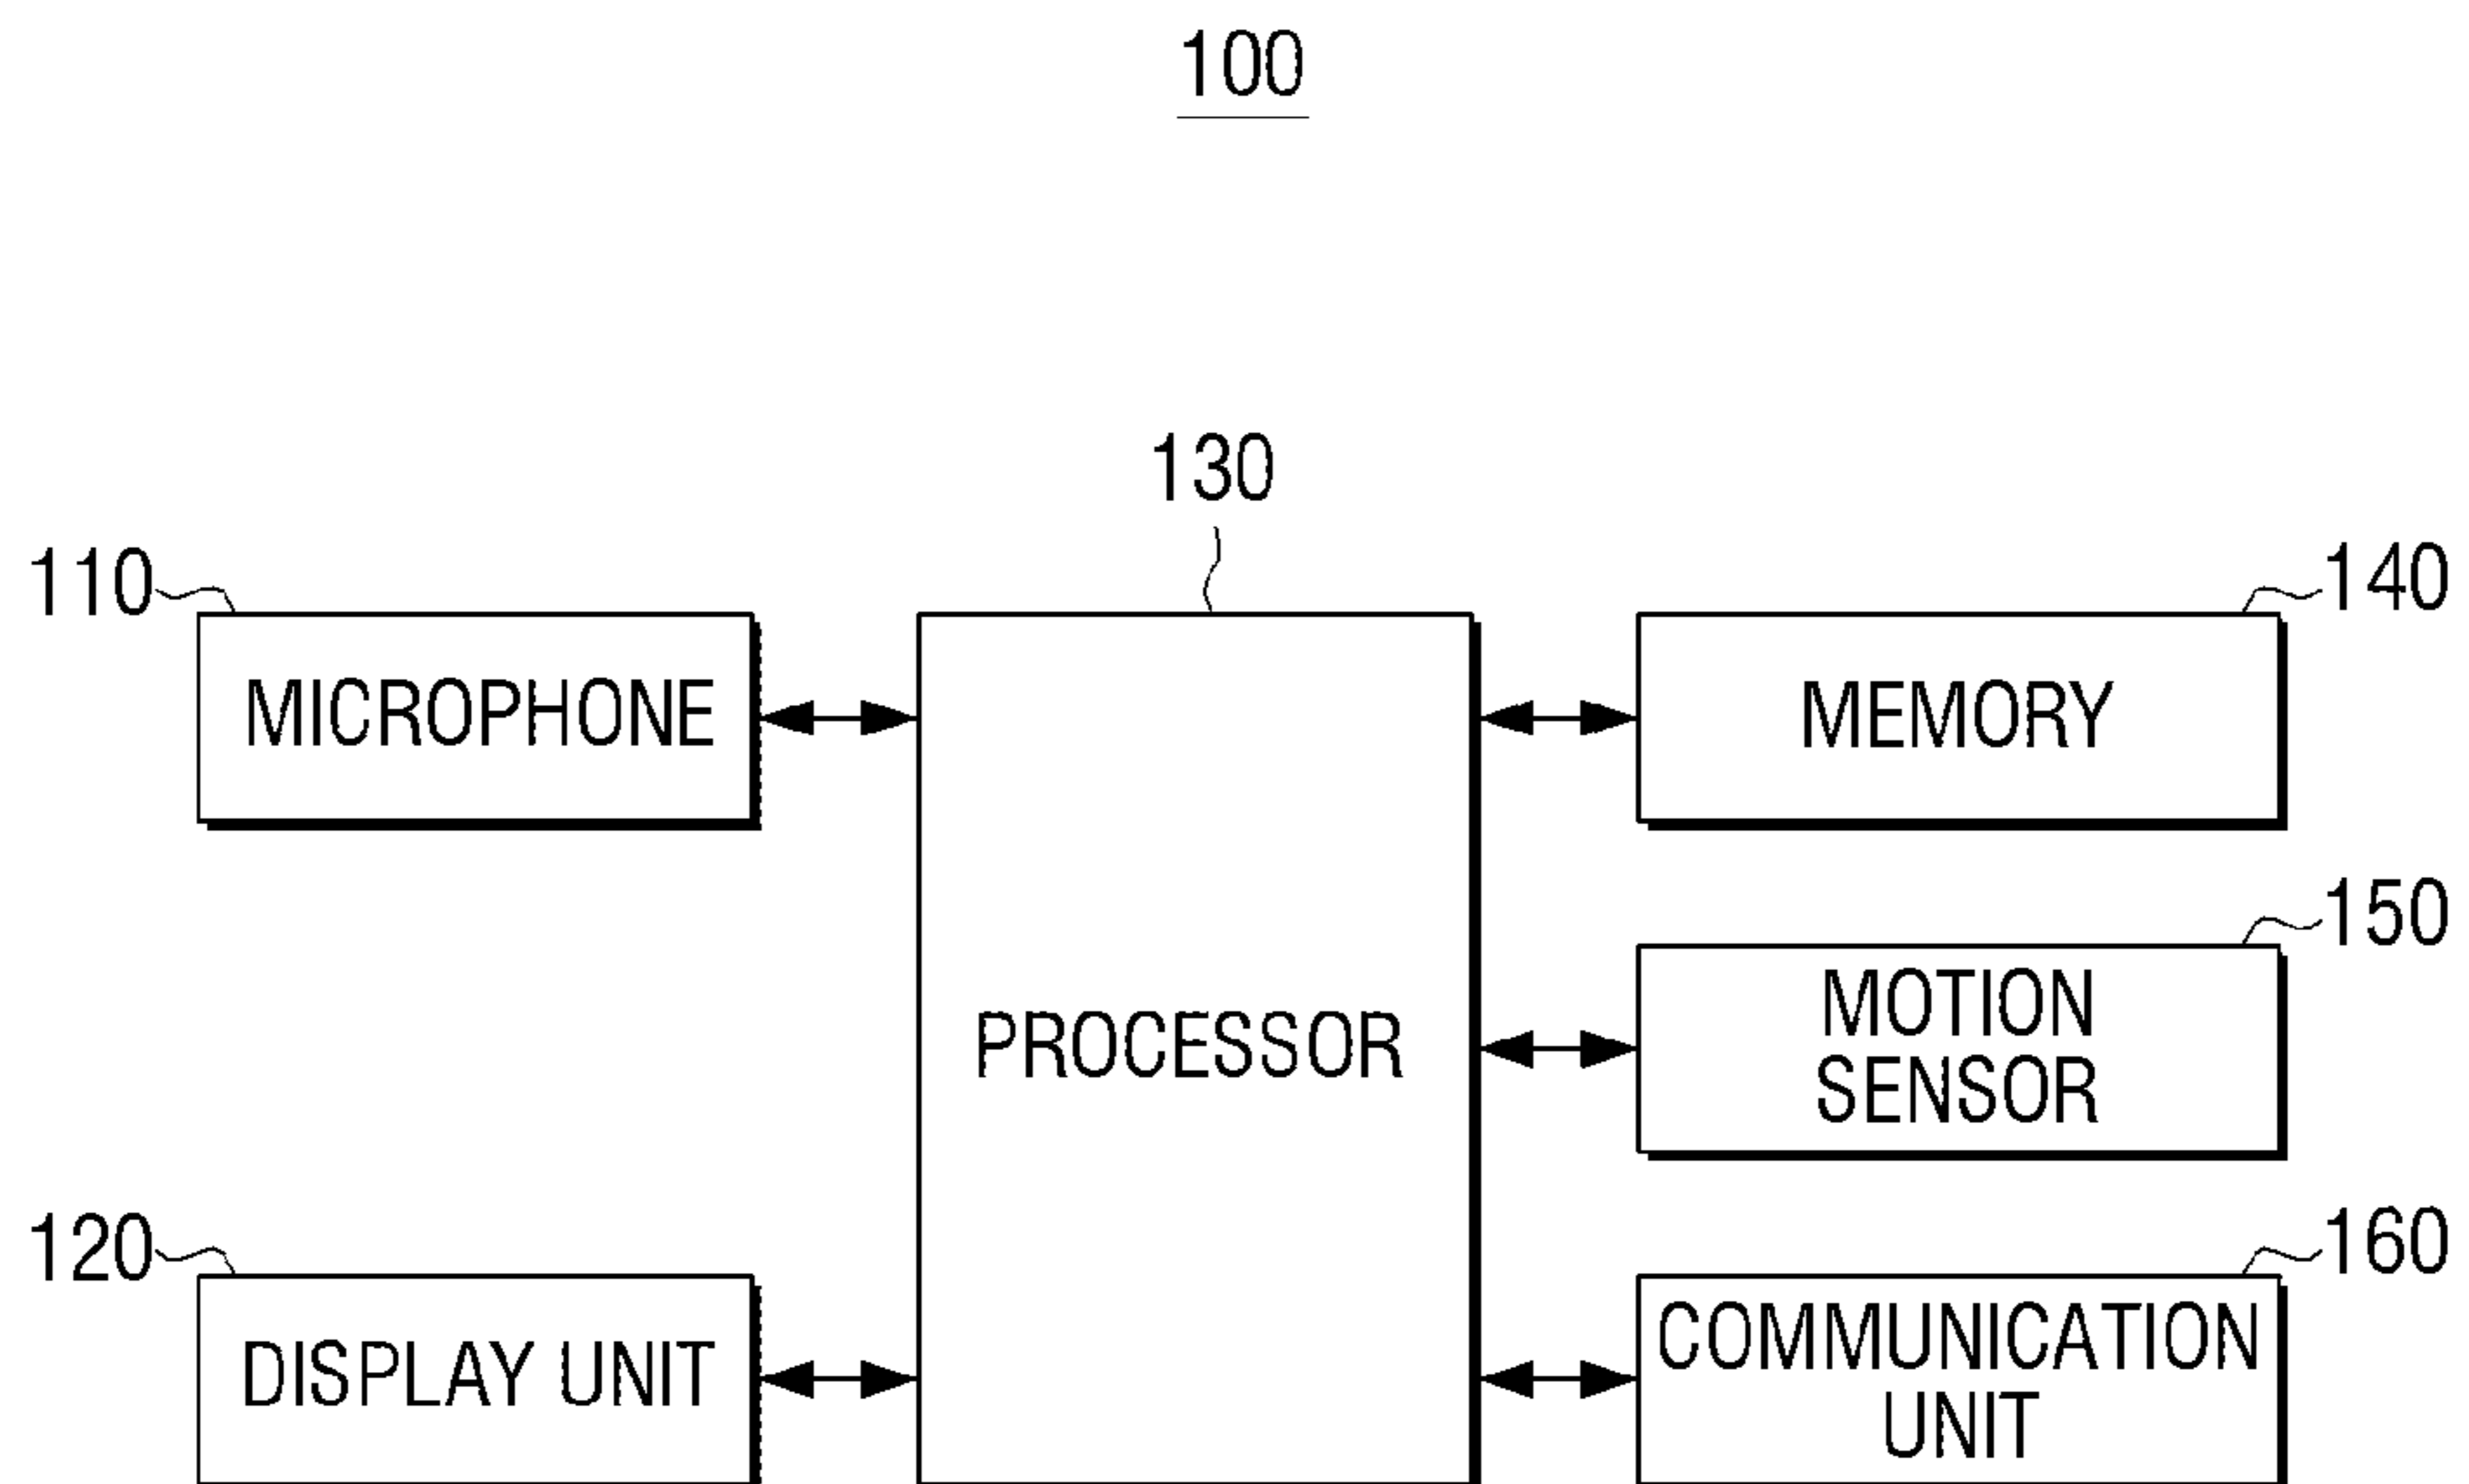 100
130
110
140
MICROPHONE
MEMORY
150
PROCESSOR
MOTION
SENSOR
120
160
DISPLAY UNIT
COMMUNICATION
UNIT